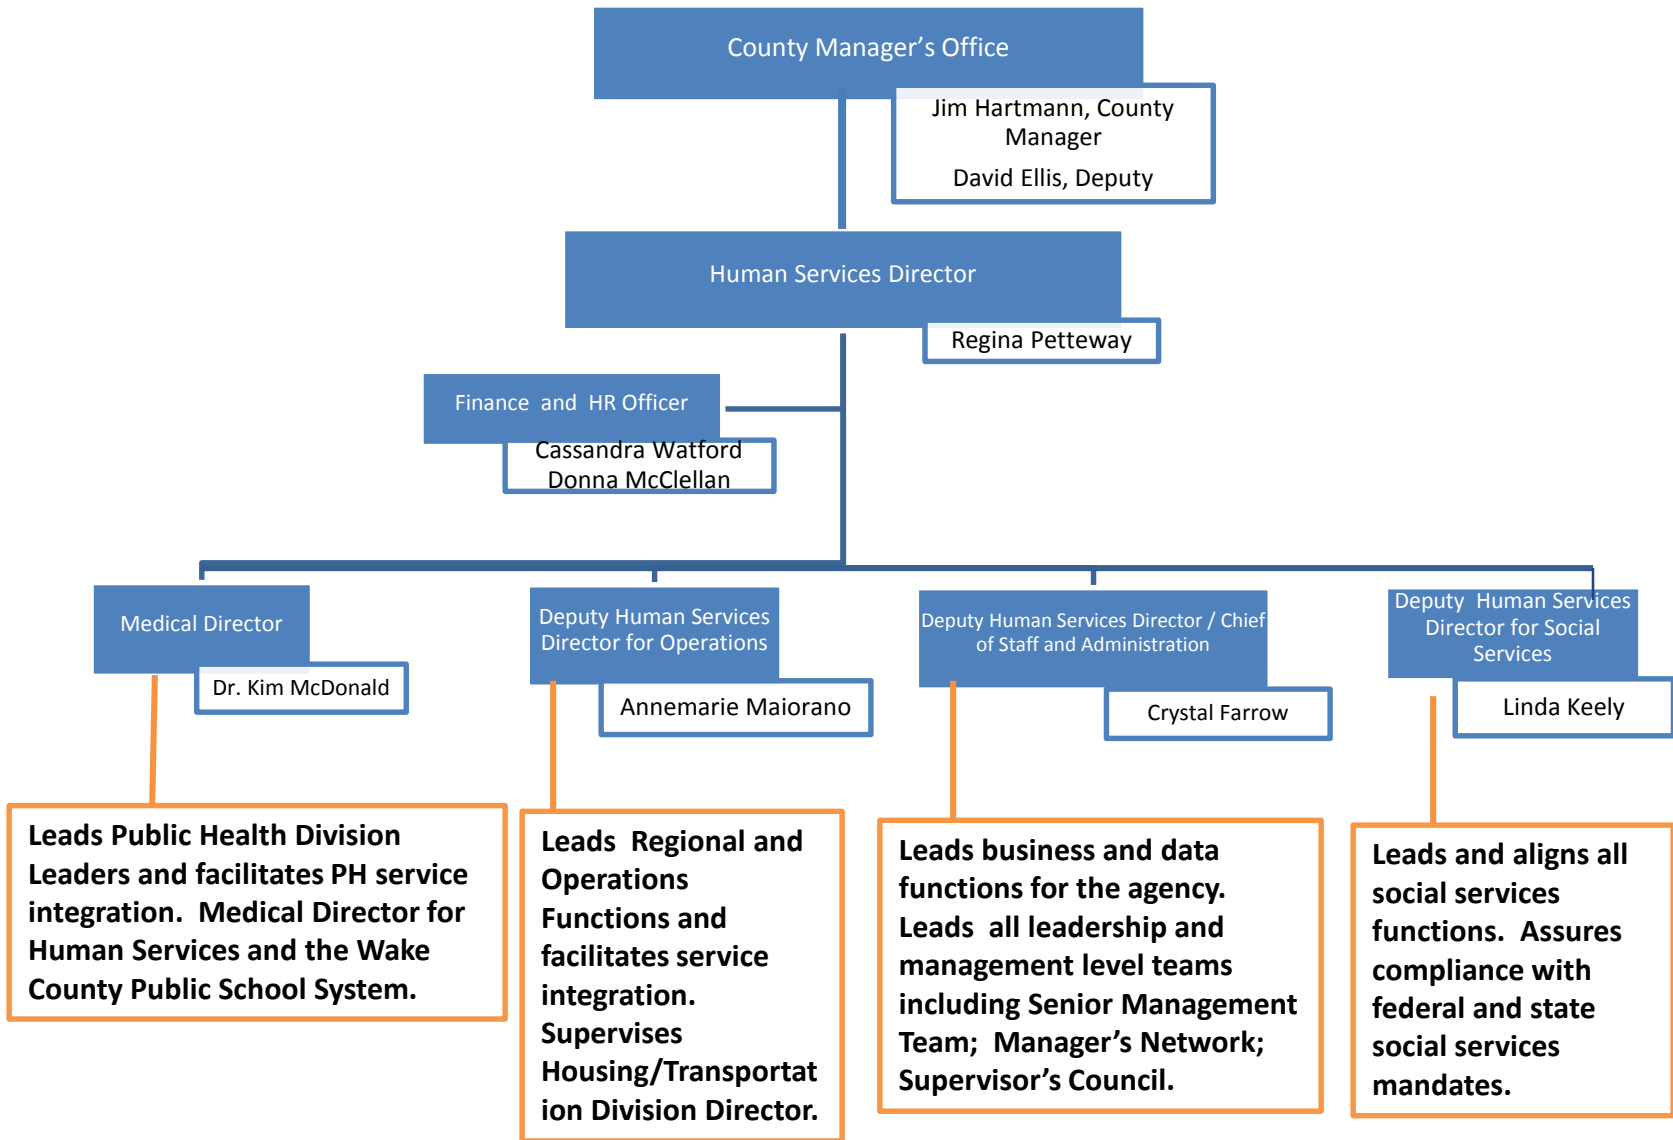 County Manager's Office
Jim Hartmann, County
Manager
David Ellis, Deputy
Human Services Director
Regina Petteway
Finance and HR Officer
Cassandra Watford
Donna McClellan
Medical Director
Dr. Kim McDonald
Deputy Human Services
Director for Operations
Annemarie Maiorano
Deputy Human Services Director / Chief
of Staff and Administration
Crystal Farrow
Deputy Human Services
Director for Social
Services
Linda Keely
Leads Public Health Division
Leaders and facilitates PH service
integration. Medical Director for
Human Services and the Wake
County Public School System.
Leads Regional and
Operations
Functions and
facilitates service
integration.
Supervises
Housing/Transportat
ion Division Director.
Leads business and data
functions for the agency.
Leads all leadership and
management level teams
including Senior Management
Team; Manager's Network;
Supervisor's Council.
Leads and aligns all
social services
functions. Assures
compliance with
federal and state
social services
mandates.